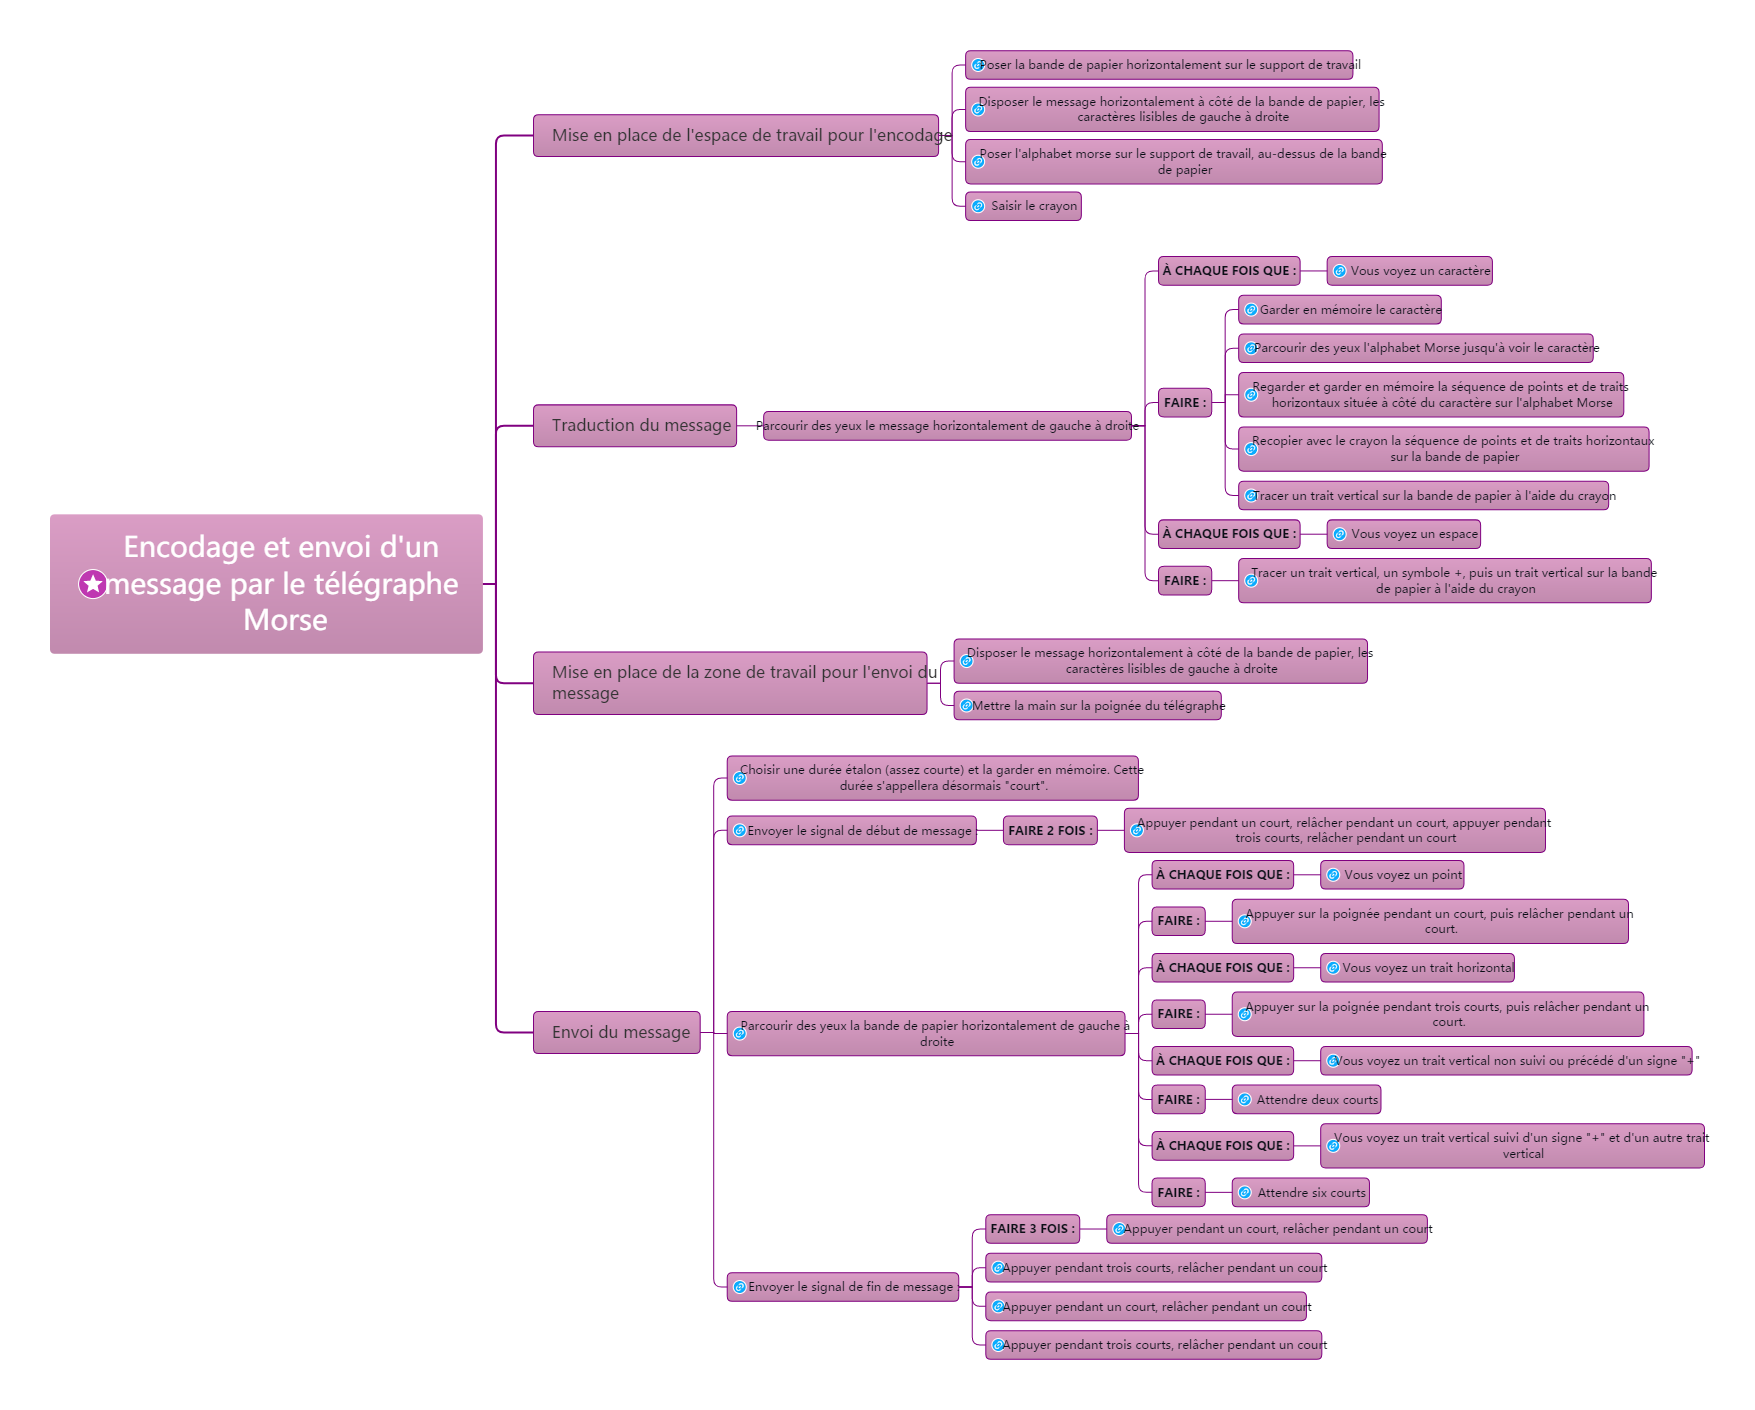 Encodage et envoi d'un
message par le télégraphe
Morse
Mise en place de l'espace de travail pour l'encodage
Poser la bande de papier horizontalement sur le support de travail
Disposer le message horizontalement à côté de la bande de papier, les
caractères lisibles de gauche à droite
Poser l'alphabet morse sur le support de travail, au-dessus de la bande
de papier
Saisir le crayon
Traduction du message
Parcourir des yeux le message horizontalement de gauche à droite
À CHAQUE FOIS QUE :
Vous voyez un caractère
FAIRE :
Garder en mémoire le caractère
Parcourir des yeux l'alphabet Morse jusqu'à voir le caractère
Regarder et garder en mémoire la séquence de points et de traits
horizontaux située à côté du caractère sur l'alphabet Morse
Recopier avec le crayon la séquence de points et de traits horizontaux
sur la bande de papier
Tracer un trait vertical sur la bande de papier à l'aide du crayon
À CHAQUE FOIS QUE :
Vous voyez un espace
FAIRE :
Tracer un trait vertical, un symbole +, puis un trait vertical sur la bande
de papier à l'aide du crayon
Mise en place de la zone de travail pour l'envoi du
message
Disposer le message horizontalement à côté de la bande de papier, les
caractères lisibles de gauche à droite
Mettre la main sur la poignée du télégraphe
Envoi du message
Choisir une durée étalon (assez courte) et la garder en mémoire. Cette
durée s'appellera désormais "court".
Envoyer le signal de début de message
FAIRE 2 FOIS :
Appuyer pendant un court, relâcher pendant un court, appuyer pendant
trois courts, relâcher pendant un court
Parcourir des yeux la bande de papier horizontalement de gauche à
droite
À CHAQUE FOIS QUE :
Vous voyez un point
FAIRE :
Appuyer sur la poignée pendant un court, puis relâcher pendant un
court.
À CHAQUE FOIS QUE :
Vous voyez un trait horizontal
FAIRE :
Appuyer sur la poignée pendant trois courts, puis relâcher pendant un
court.
À CHAQUE FOIS QUE :
Vous voyez un trait vertical non suivi ou précédé d'un signe "+"
FAIRE :
Attendre deux courts
À CHAQUE FOIS QUE :
Vous voyez un trait vertical suivi d'un signe "+" et d'un autre trait
vertical
FAIRE :
Attendre six courts
Envoyer le signal de fin de message
FAIRE 3 FOIS :
Appuyer pendant un court, relâcher pendant un court
Appuyer pendant trois courts, relâcher pendant un court
Appuyer pendant un court, relâcher pendant un court
Appuyer pendant trois courts, relâcher pendant un court